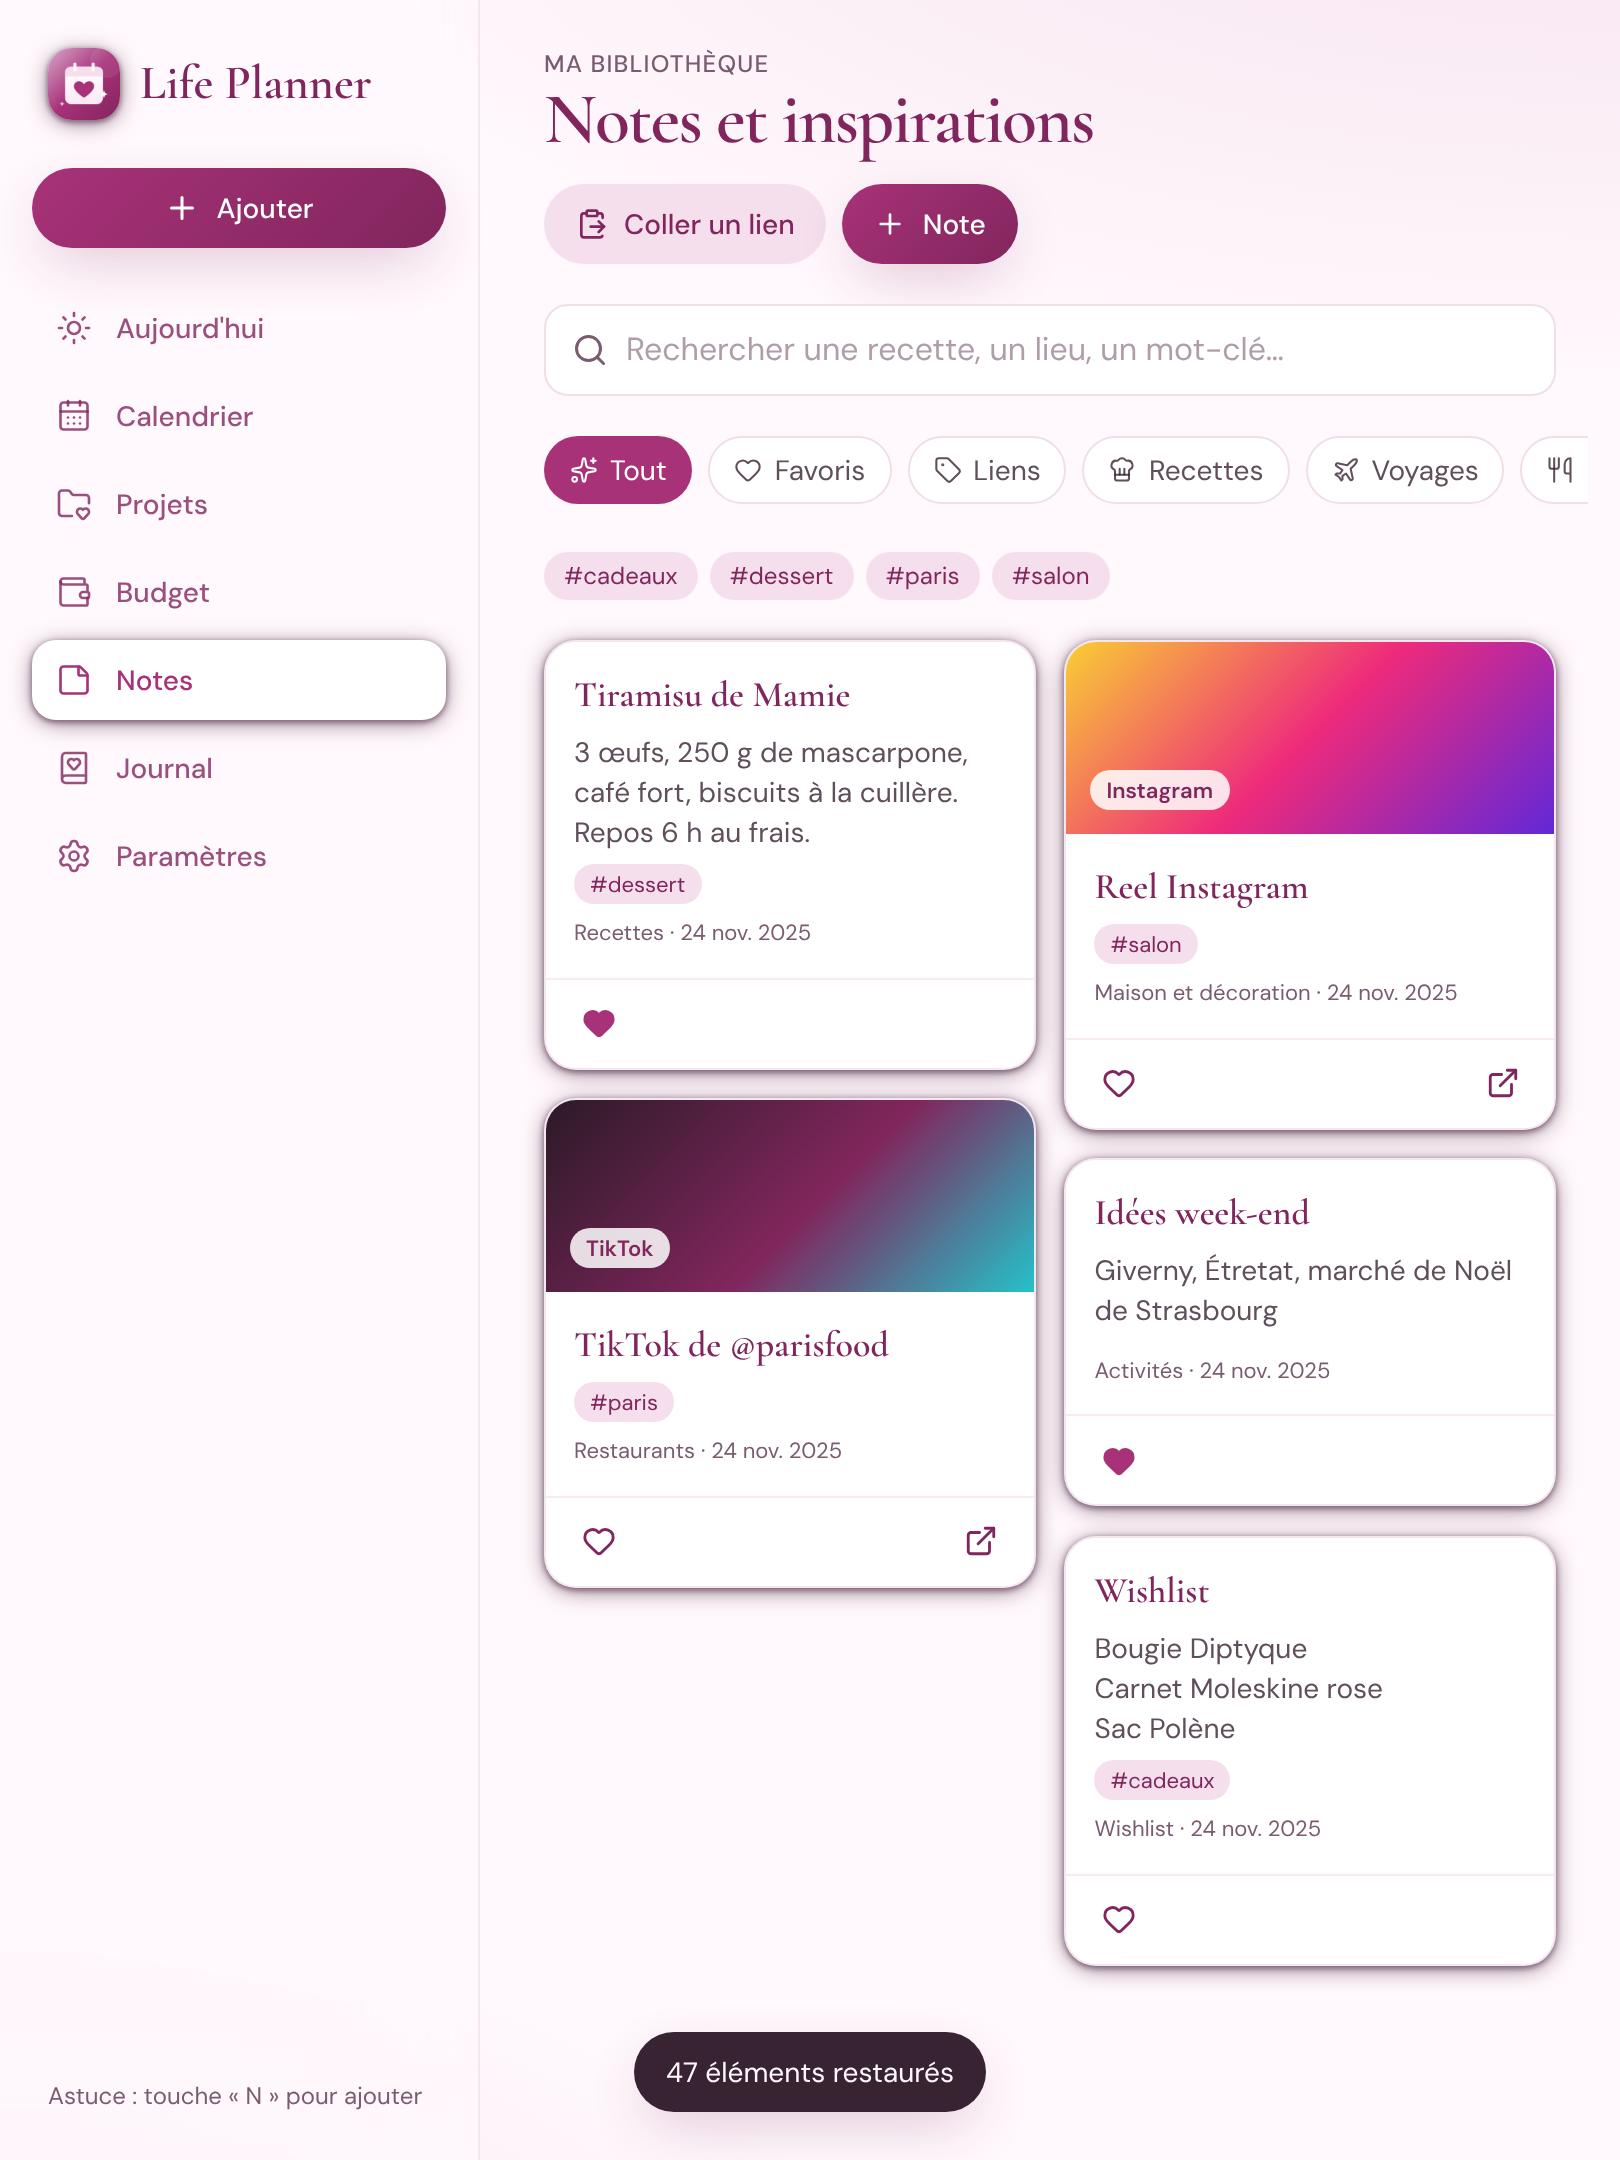 Life Planner
Ajouter
Aujourd'hui
Calendrier
Projets
Budget
Notes
Journal
Paramètres
Astuce : touche « N » pour ajouter
MA BIBLIOTHÈQUE
Notes et inspirations
Coller un lien
Note
Rechercher une recette, un lieu, un mot-clé…
Tout
Favoris
Liens
Recettes
Voyages
#cadeaux
#dessert
#paris
#salon
Tiramisu de Mamie
3 œufs, 250 g de mascarpone,
café fort, biscuits à la cuillère.
Repos 6 h au frais.
#dessert
Recettes · 24 nov. 2025
TikTok
TikTok de @parisfood
#paris
Restaurants · 24 nov. 2025
Instagram
Reel Instagram
#salon
Maison et décoration · 24 nov. 2025
Idées week-end
Giverny, Étretat, marché de Noël
de Strasbourg
Activités · 24 nov. 2025
Wishlist
Bougie Diptyque
Carnet Moleskine rose
Sac Polène
#cadeaux
Wishlist · 24 nov. 2025
47 éléments restaurés